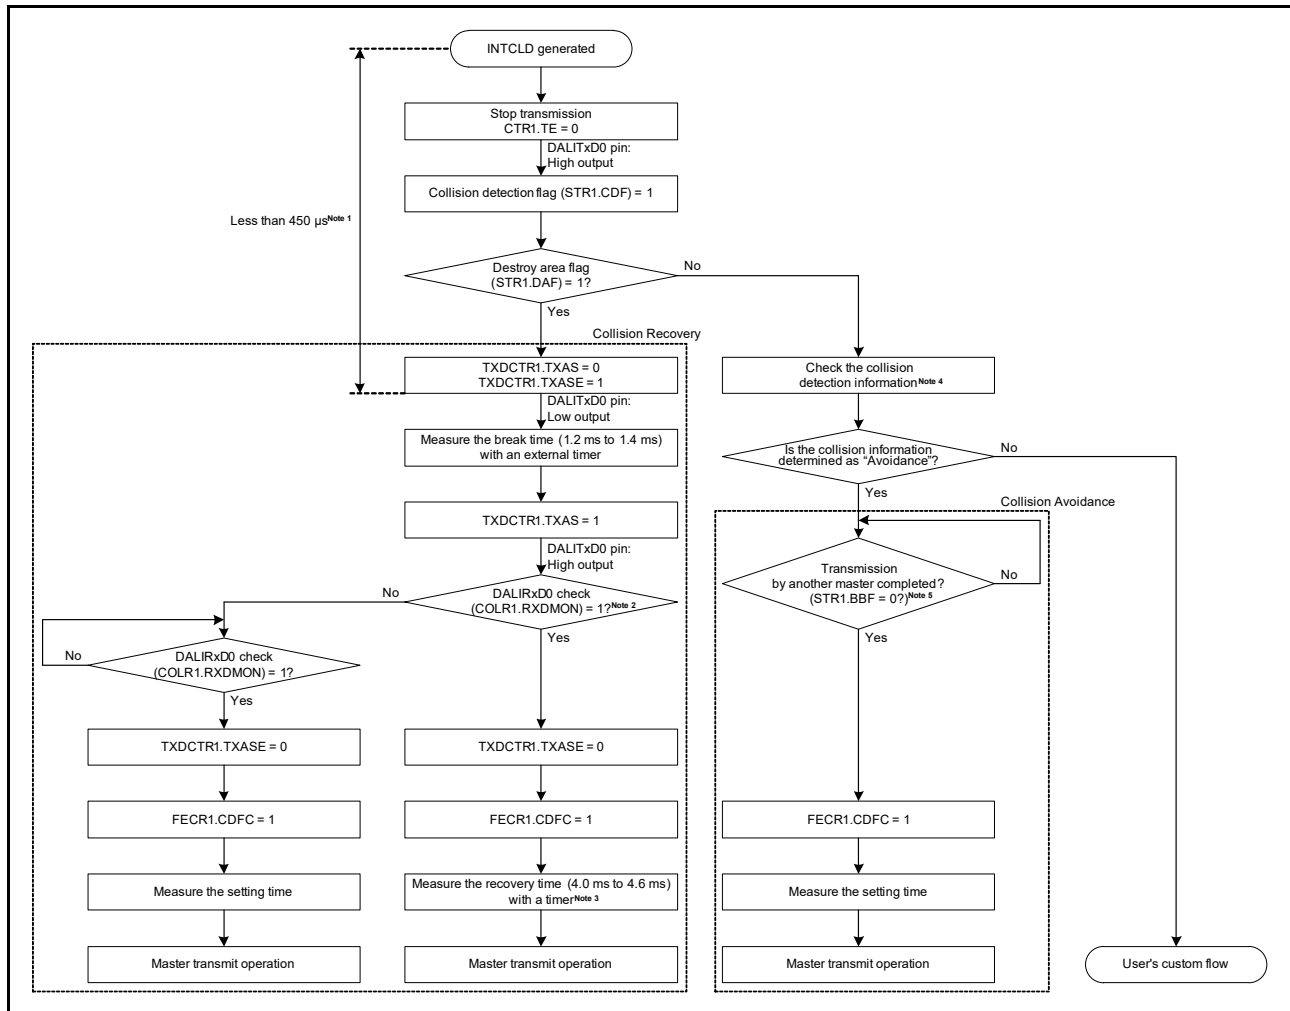 INTCLD generated
Stop transmission
CTR1.TE = 0
DALITxD0 pin:
High output
Collision detection flag (STR1.CDF) = 1
Less than 450 µs Note 1
Destroy area flag
(STR1.DAF) = 1?
No
Yes
Collision Recovery
TXDCTR1.TXAS = 0
TXDCTR1.TXASE = 1
DALITxD0 pin:
Low output
Measure the break time (1.2 ms to 1.4 ms)
with an external timer
TXDCTR1.TXAS = 1
DALITxD0 pin:
High output
DALIRxD0 check
(COLR1.RXDMON) = 1? Note 2
No
Yes
DALIRxD0 check
(COLR1.RXDMON) = 1?
No
Yes
TXDCTR1.TXASE = 0
FECR1.CDFC = 1
Measure the setting time
Master transmit operation
TXDCTR1.TXASE = 0
FECR1.CDFC = 1
Measure the recovery time (4.0 ms to 4.6 ms)
with a timer Note 3
Master transmit operation
Check the collision
detection information Note 4
Is the collision information
determined as “Avoidance”?
No
Yes
Collision Avoidance
Transmission
by another master completed?
(STR1.BBF = 0?) Note 5
No
Yes
FECR1.CDFC = 1
Measure the setting time
Master transmit operation
User's custom flow